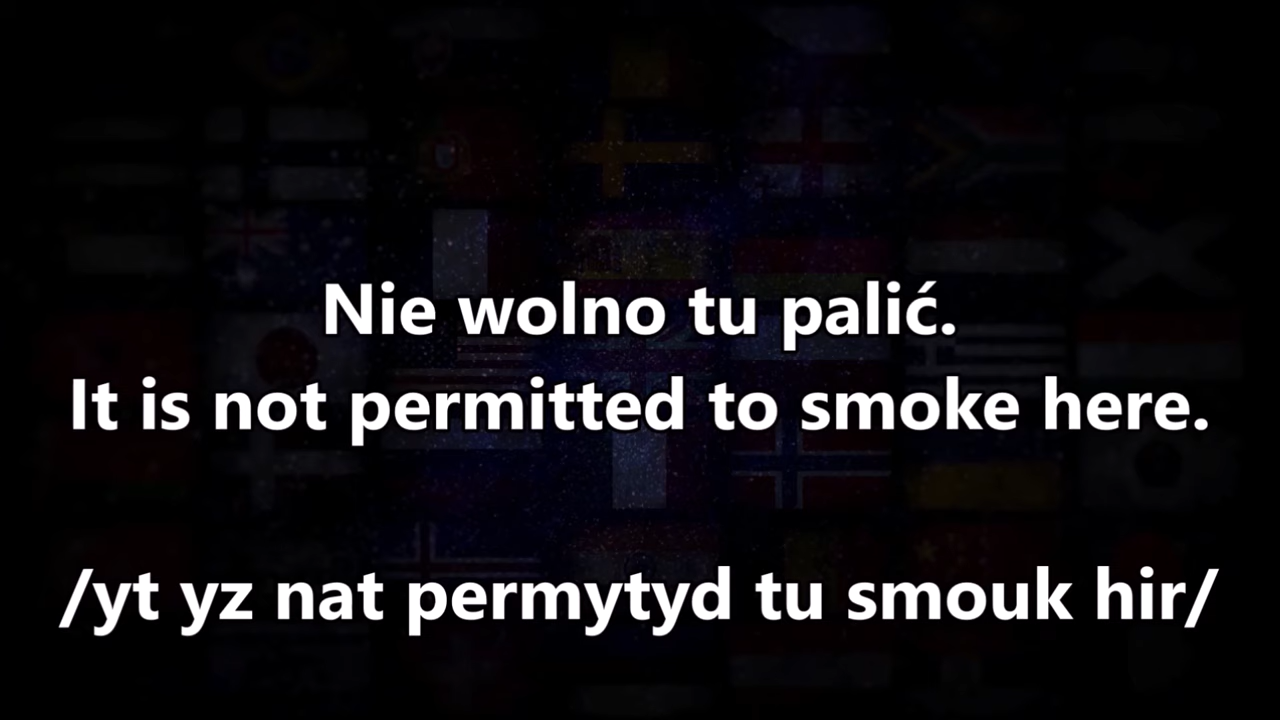 Nie wolno tu palić.
It is not permitted to smoke here.
/yt yz nat permytyd tu smouk hir/